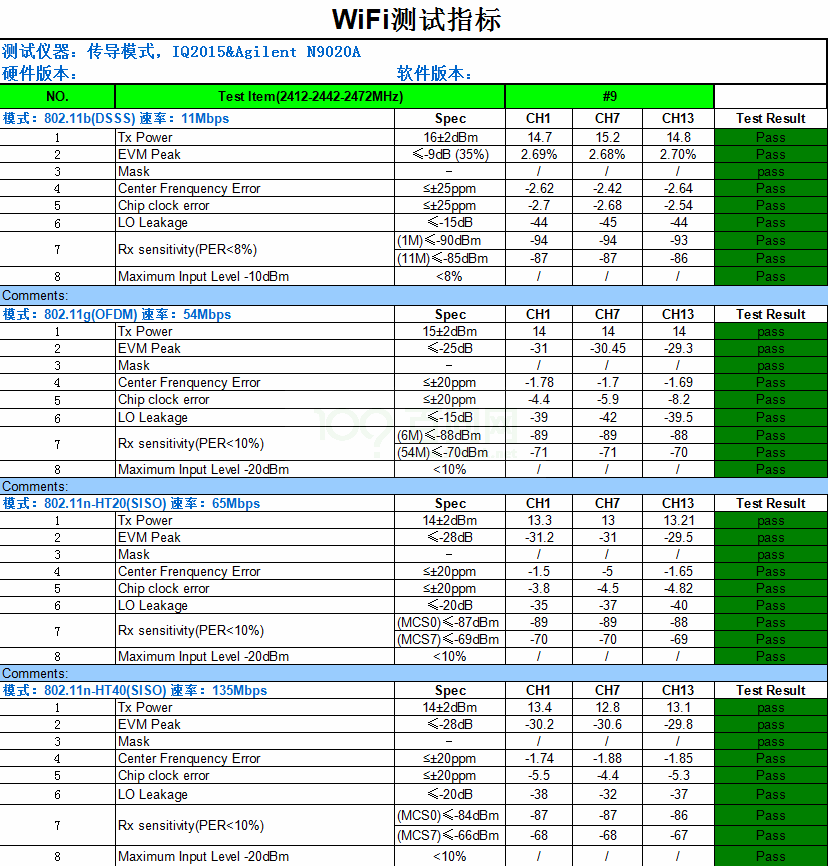 WiFi测试指标
测试仪器：传导模式，IQ2015&Agilent N9020A
硬件版本： 软件版本：
NO. Test Item(2412-2442-2472MHz) #9
模式：802.11b(DSSS) 速率：11Mbps Spec CH1 CH7 CH13 Test Result
1 Tx Power 16±2dBm 14.7 15.2 14.8 Pass
2 EVM Peak ≤-9dB (35%) 2.69% 2.68% 2.70% Pass
3 Mask – / / / pass
4 Center Frenquency Error ≤±25ppm -2.62 -2.42 -2.64 Pass
5 Chip clock error ≤±25ppm -2.7 -2.68 -2.54 Pass
6 LO Leakage ≤-15dB -44 -45 -44 Pass
7 Rx sensitivity(PER<8%) (1M)≤-90dBm -94 -94 -93 Pass
(11M)≤-85dBm -87 -87 -86 Pass
8 Maximum Input Level -10dBm <8% / / / Pass
Comments:
模式：802.11g(OFDM) 速率：54Mbps Spec CH1 CH7 CH13 Test Result
1 Tx Power 15±2dBm 14 14 14 pass
2 EVM Peak ≤-25dB -31 -30.45 -29.3 pass
3 Mask – / / / pass
4 Center Frenquency Error ≤±20ppm -1.78 -1.7 -1.69 Pass
5 Chip clock error ≤±20ppm -4.4 -5.9 -8.2 Pass
6 LO Leakage ≤-15dB -39 -42 -39.5 Pass
7 Rx sensitivity(PER<10%) (6M)≤-88dBm -89 -89 -88 Pass
(54M)≤-70dBm -71 -71 -70 Pass
8 Maximum Input Level -20dBm <10% / / / Pass
Comments:
模式：802.11n-HT20(SISO) 速率：65Mbps Spec CH1 CH7 CH13 Test Result
1 Tx Power 14±2dBm 13.3 13 13.21 pass
2 EVM Peak ≤-28dB -31.2 -31 -29.5 Pass
3 Mask – / / / pass
4 Center Frenquency Error ≤±20ppm -1.5 -5 -1.65 Pass
5 Chip clock error ≤±20ppm -3.8 -4.5 -4.82 Pass
6 LO Leakage ≤-20dB -35 -37 -40 Pass
7 Rx sensitivity(PER<10%) (MCS0)≤-87dBm -89 -89 -88 Pass
(MCS7)≤-69dBm -70 -70 -69 Pass
8 Maximum Input Level -20dBm <10% / / / Pass
Comments:
模式：802.11n-HT40(SISO) 速率：135Mbps Spec CH1 CH7 CH13 Test Result
1 Tx Power 14±2dBm 13.4 12.8 13.1 pass
2 EVM Peak ≤-28dB -30.2 -30.6 -29.8 pass
3 Mask – / / / pass
4 Center Frenquency Error ≤±20ppm -1.74 -1.88 -1.85 Pass
5 Chip clock error ≤±20ppm -5.5 -4.4 -5.3 Pass
6 LO Leakage ≤-20dB -38 -32 -37 Pass
7 Rx sensitivity(PER<10%) (MCS0)≤-84dBm -87 -87 -86 Pass
(MCS7)≤-66dBm -68 -68 -67 Pass
8 Maximum Input Level -20dBm <10% / / / Pass